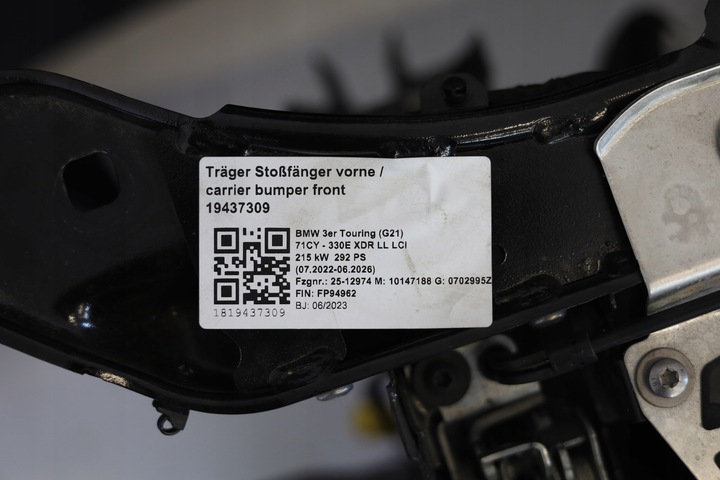 Träger Stoßfänger vorne /
carrier bumper front
19437309
BMW 3er Touring (G21)
71CY - 330E XDR LL LCI
215 kW 292 PS
(07.2022-06.2026)
Fzgnr.: 25-12974 M: 10147188 G: 0702995Z
FIN: FP94962
BJ: 06/2023
1819437309